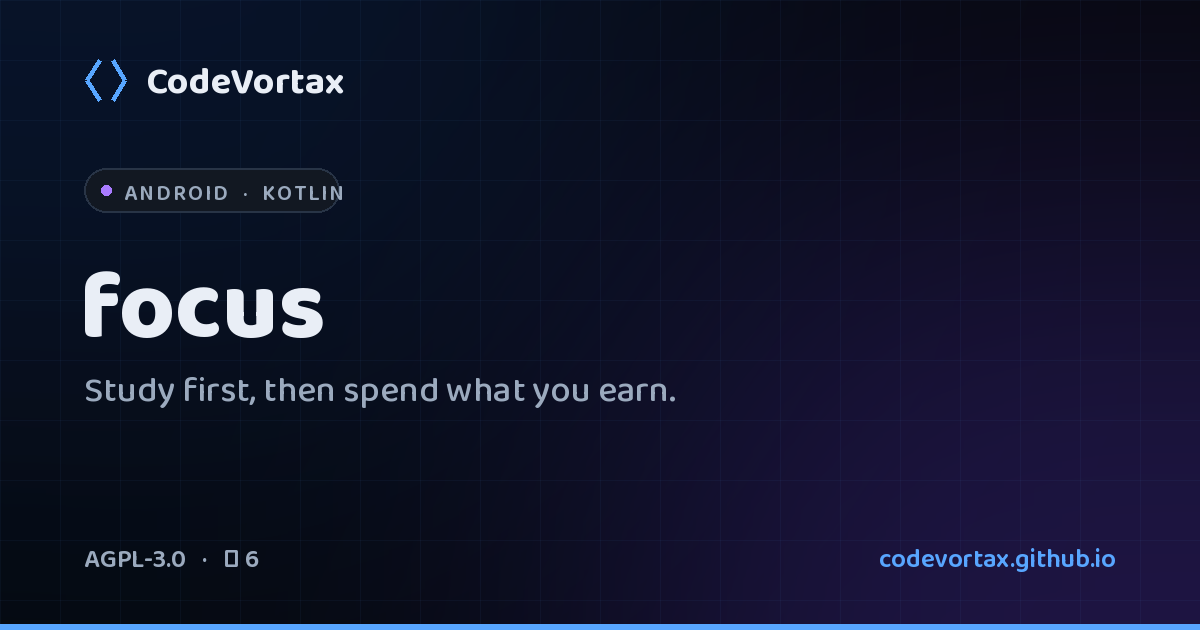 CodeVortax
ANDROID · KOTLIN
focus
Study first, then spend what you earn.
AGPL-3.0 · 6
codevortax.github.io